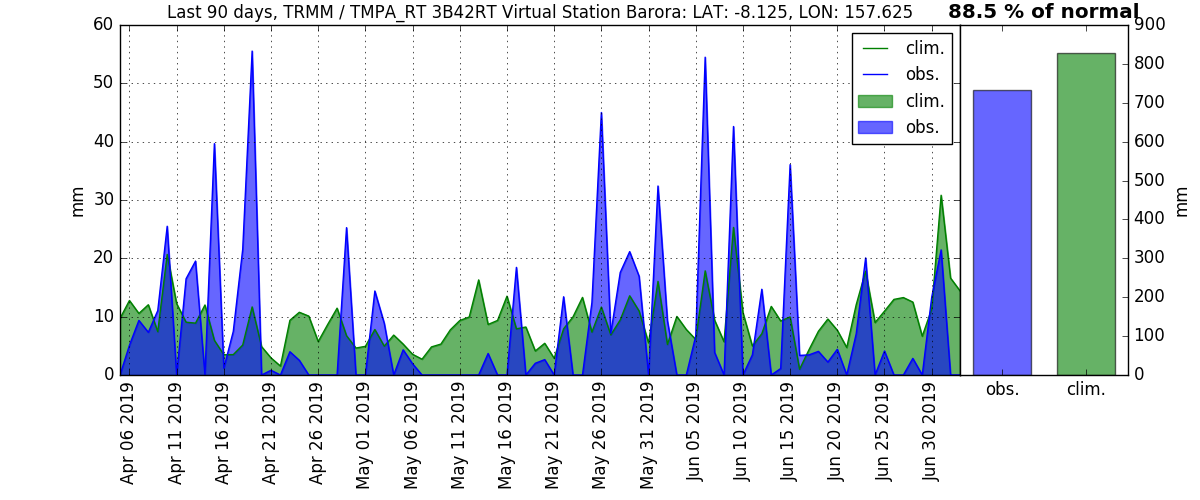 Last 90 days, TRMM / TMPA_RT 3B42RT Virtual Station Barora: LAT: -8.125, LON: 157.625
88.5 % of normal
60
50
40
30
20
10
0
mm
clim.
obs.
clim.
obs.
900
800
700
600
500
400
300
200
100
0
mm
Apr 06 2019
Apr 11 2019
Apr 16 2019
Apr 21 2019
Apr 26 2019
May 01 2019
May 06 2019
May 11 2019
May 16 2019
May 21 2019
May 26 2019
May 31 2019
Jun 05 2019
Jun 10 2019
Jun 15 2019
Jun 20 2019
Jun 25 2019
Jun 30 2019
obs.
clim.